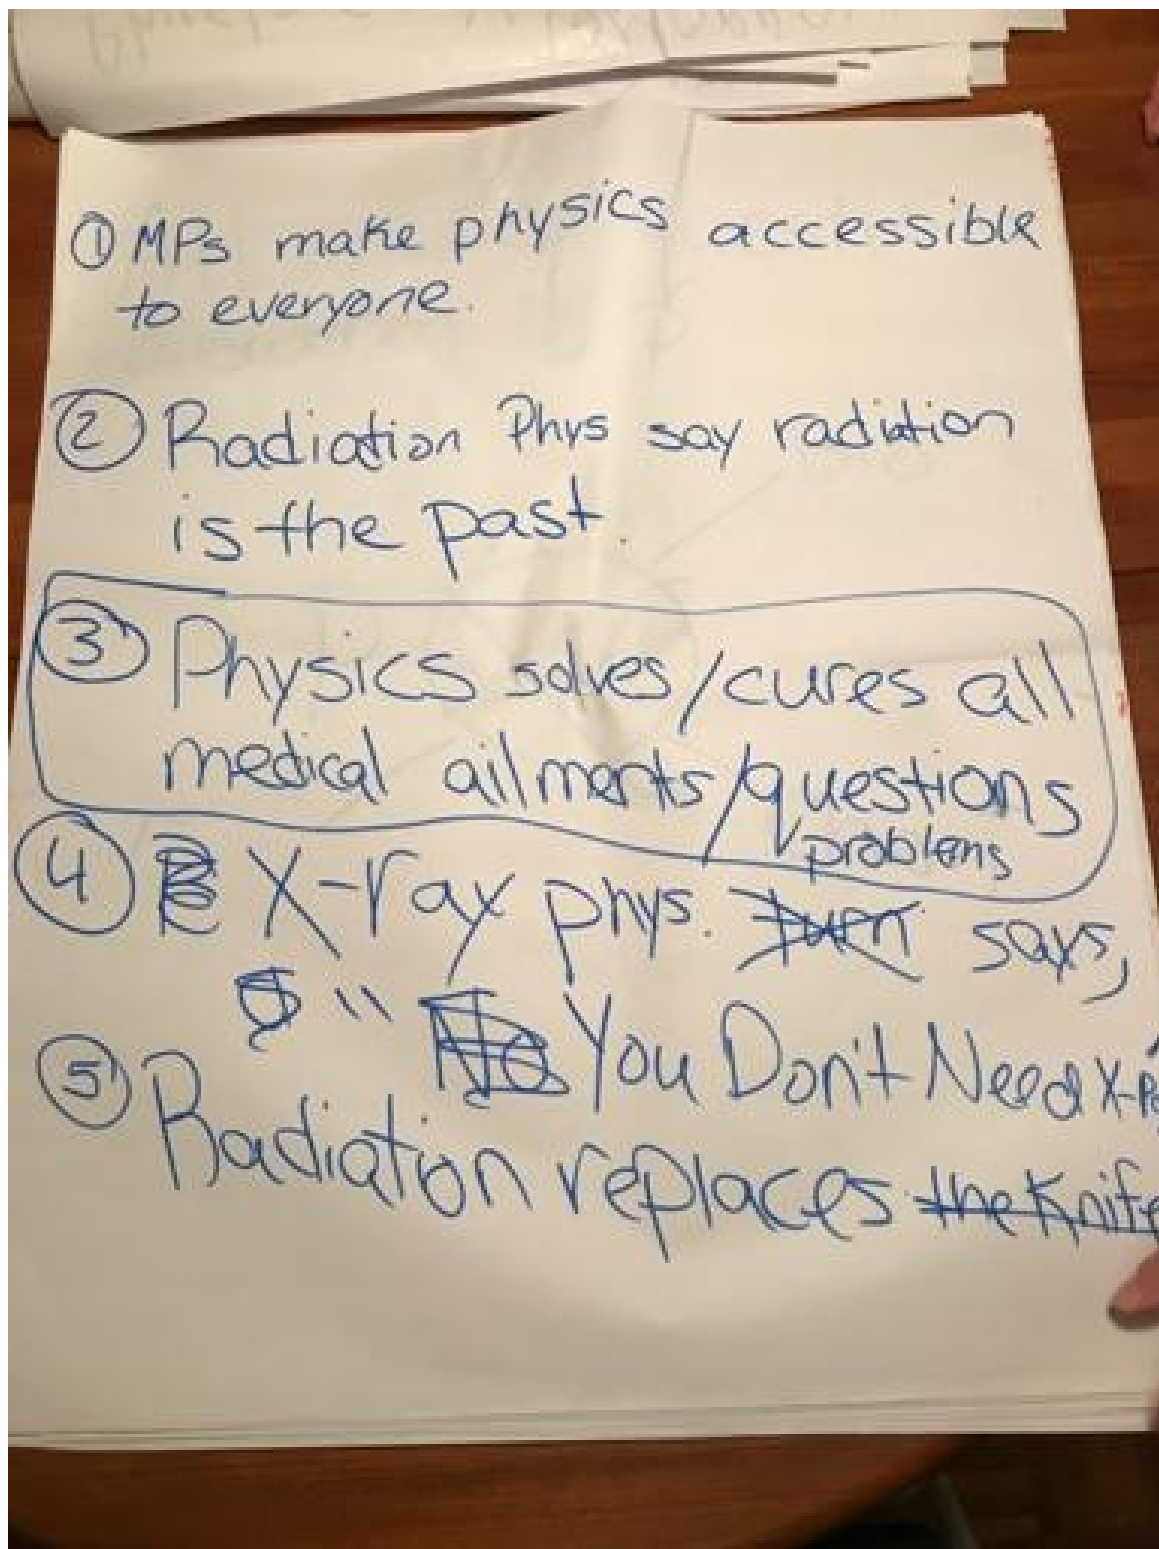 ① MPs make physics accessible
to everyone.
② Radiation Phys say radiation
is the past.
③ Physics solves/cures all
medical ailments/questions
problems
④ X-ray phys. says,
" You Don't Need X-
⑤ Radiation replaces the Knife